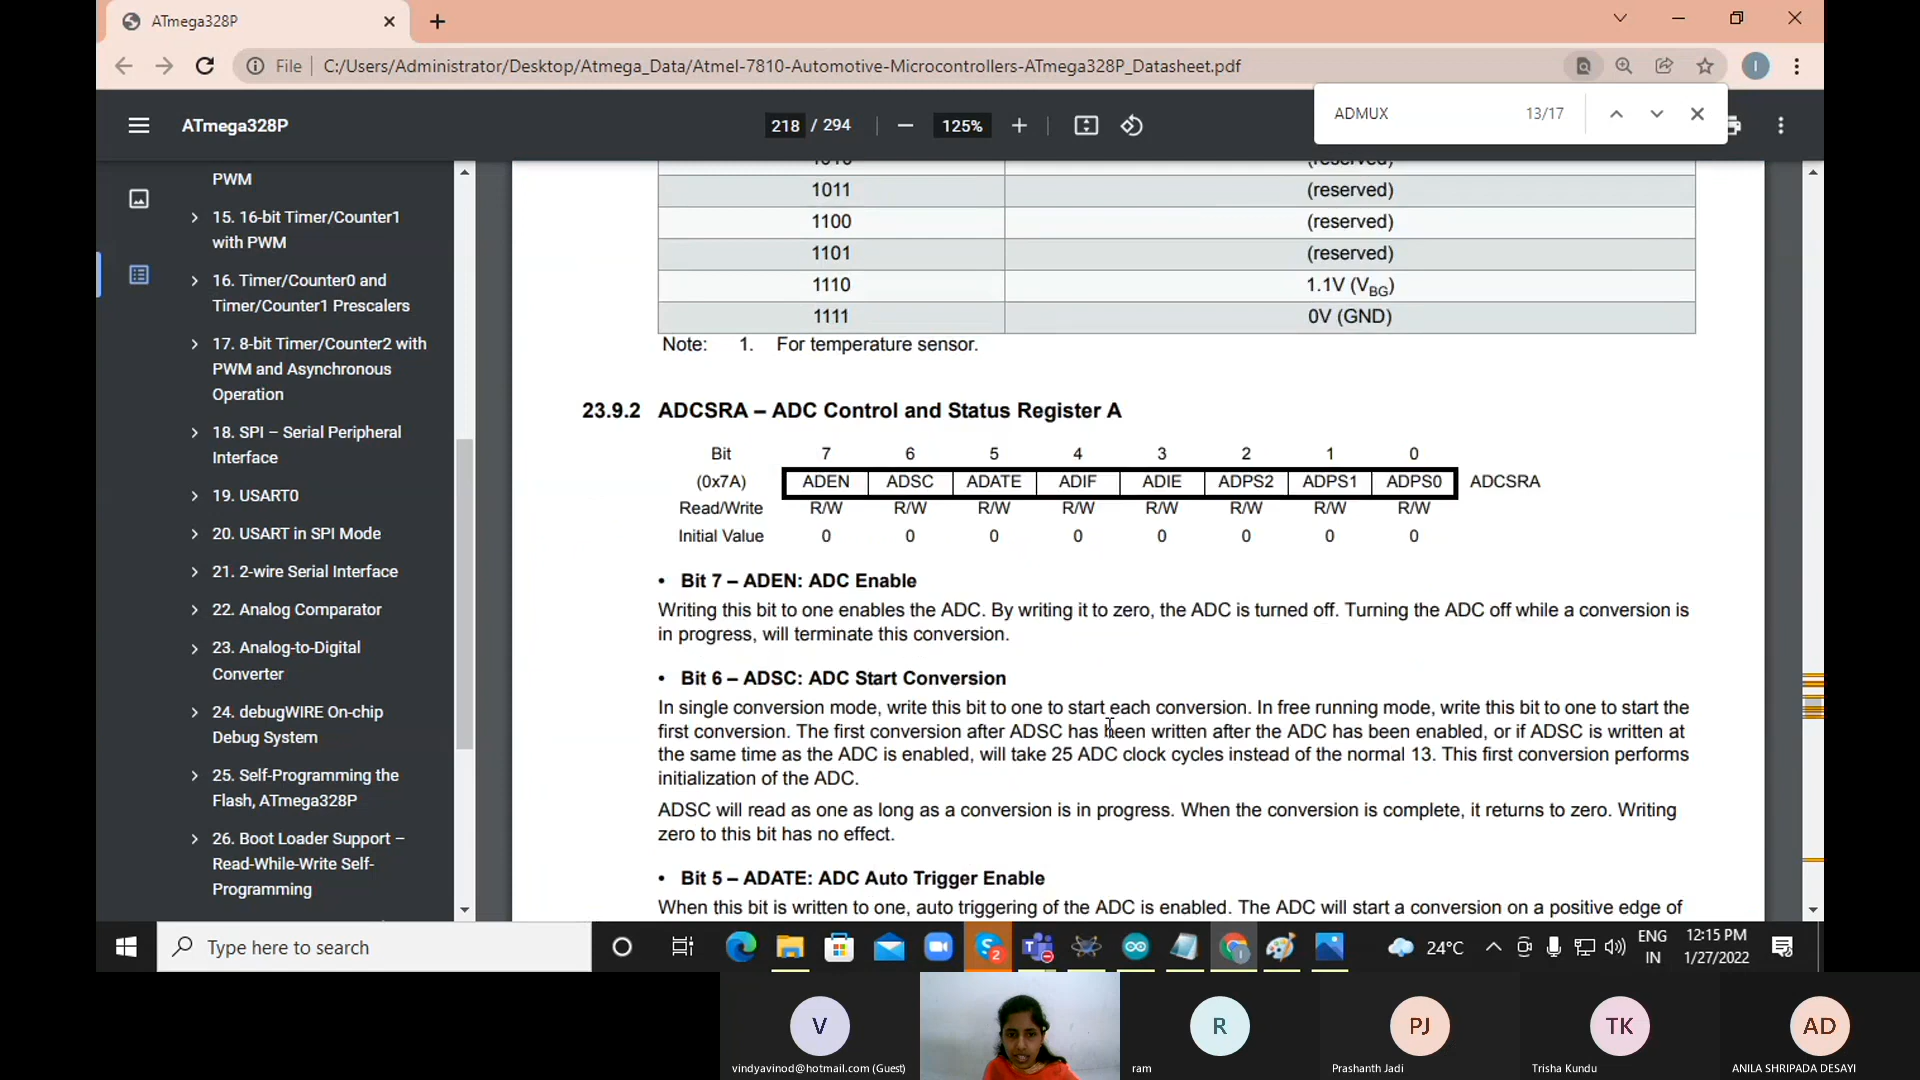 ATmega328P
File
C:/Users/Administrator/Desktop/Atmega_Data/Atmel-7810-Automotive-Microcontrollers-ATmega328P_Datasheet.pdf
I
ATmega328P
218 / 294
125%
ADMUX
13/17
PWM
15. 16-bit Timer/Counter1
with PWM
16. Timer/Counter0 and
Timer/Counter1 Prescalers
17. 8-bit Timer/Counter2 with
PWM and Asynchronous
Operation
18. SPI – Serial Peripheral
Interface
19. USART0
20. USART in SPI Mode
21. 2-wire Serial Interface
22. Analog Comparator
23. Analog-to-Digital
Converter
24. debugWIRE On-chip
Debug System
25. Self-Programming the
Flash, ATmega328P
26. Boot Loader Support –
Read-While-Write Self-
Programming
1010 (reserved)
1011 (reserved)
1100 (reserved)
1101 (reserved)
1110 1.1V (VBG)
1111 0V (GND)
Note: 1. For temperature sensor.
23.9.2 ADCSRA – ADC Control and Status Register A
Bit 7 6 5 4 3 2 1 0
(0x7A) ADEN ADSC ADATE ADIF ADIE ADPS2 ADPS1 ADPS0 ADCSRA
Read/Write R/W R/W R/W R/W R/W R/W R/W R/W
Initial Value 0 0 0 0 0 0 0 0
• Bit 7 – ADEN: ADC Enable
Writing this bit to one enables the ADC. By writing it to zero, the ADC is turned off. Turning the ADC off while a conversion is
in progress, will terminate this conversion.
• Bit 6 – ADSC: ADC Start Conversion
In single conversion mode, write this bit to one to start each conversion. In free running mode, write this bit to one to start the
first conversion. The first conversion after ADSC has been written after the ADC has been enabled, or if ADSC is written at
the same time as the ADC is enabled, will take 25 ADC clock cycles instead of the normal 13. This first conversion performs
initialization of the ADC.
ADSC will read as one as long as a conversion is in progress. When the conversion is complete, it returns to zero. Writing
zero to this bit has no effect.
• Bit 5 – ADATE: ADC Auto Trigger Enable
When this bit is written to one, auto triggering of the ADC is enabled. The ADC will start a conversion on a positive edge of
Type here to search
2
24°C
ENG
IN
12:15 PM
1/27/2022
V
R
PJ
TK
AD
vindyavinod@hotmail.com (Guest)
ram
Prashanth Jadi
Trisha Kundu
ANILA SHRIPADA DESAYI